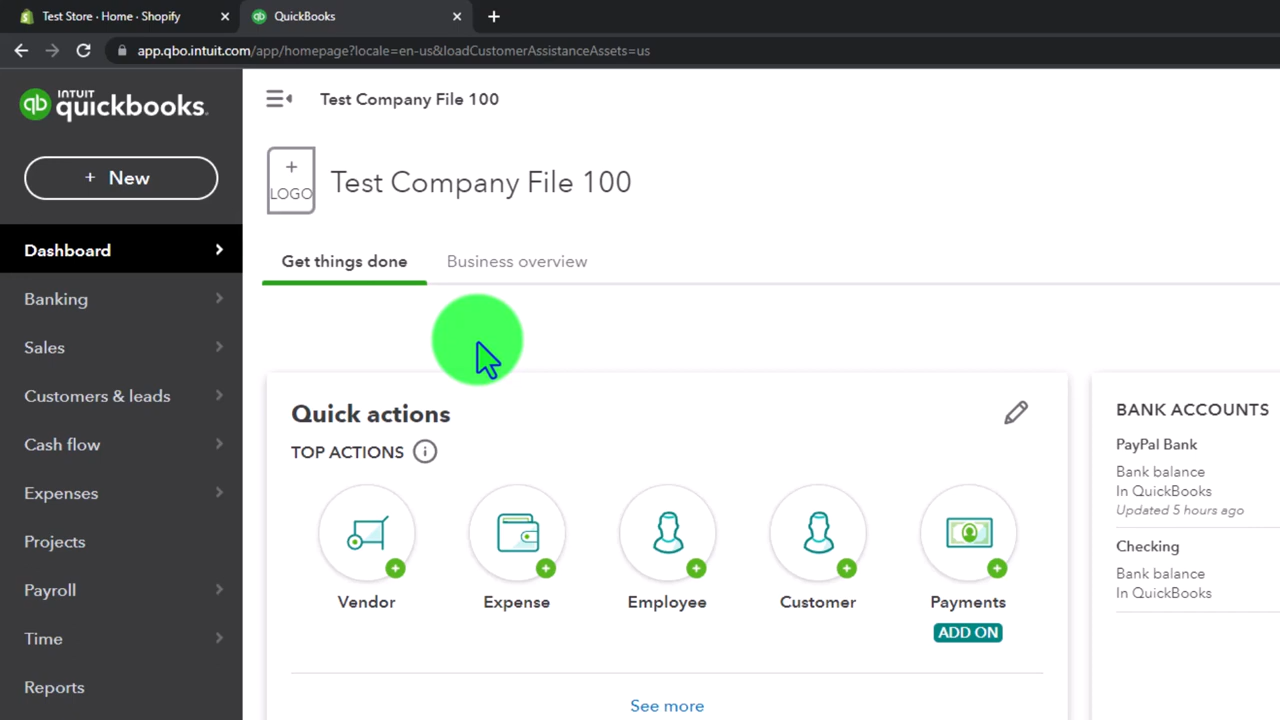 Test Store · Home · Shopify
QuickBooks
app.qbo.intuit.com/app/homepage?locale=en-us&loadCustomerAssistanceAssets=us
INTUIT
quickbooks.
qb
Test Company File 100
+ New
+
LOGO
Test Company File 100
Dashboard
Banking
Sales
Customers & leads
Cash flow
Expenses
Projects
Payroll
Time
Reports
Get things done
Business overview
Quick actions
TOP ACTIONS
Vendor
Expense
Employee
Customer
Payments
ADD ON
See more
BANK ACCOUNTS
PayPal Bank
Bank balance
In QuickBooks
Updated 5 hours ago
Checking
Bank balance
In QuickBooks